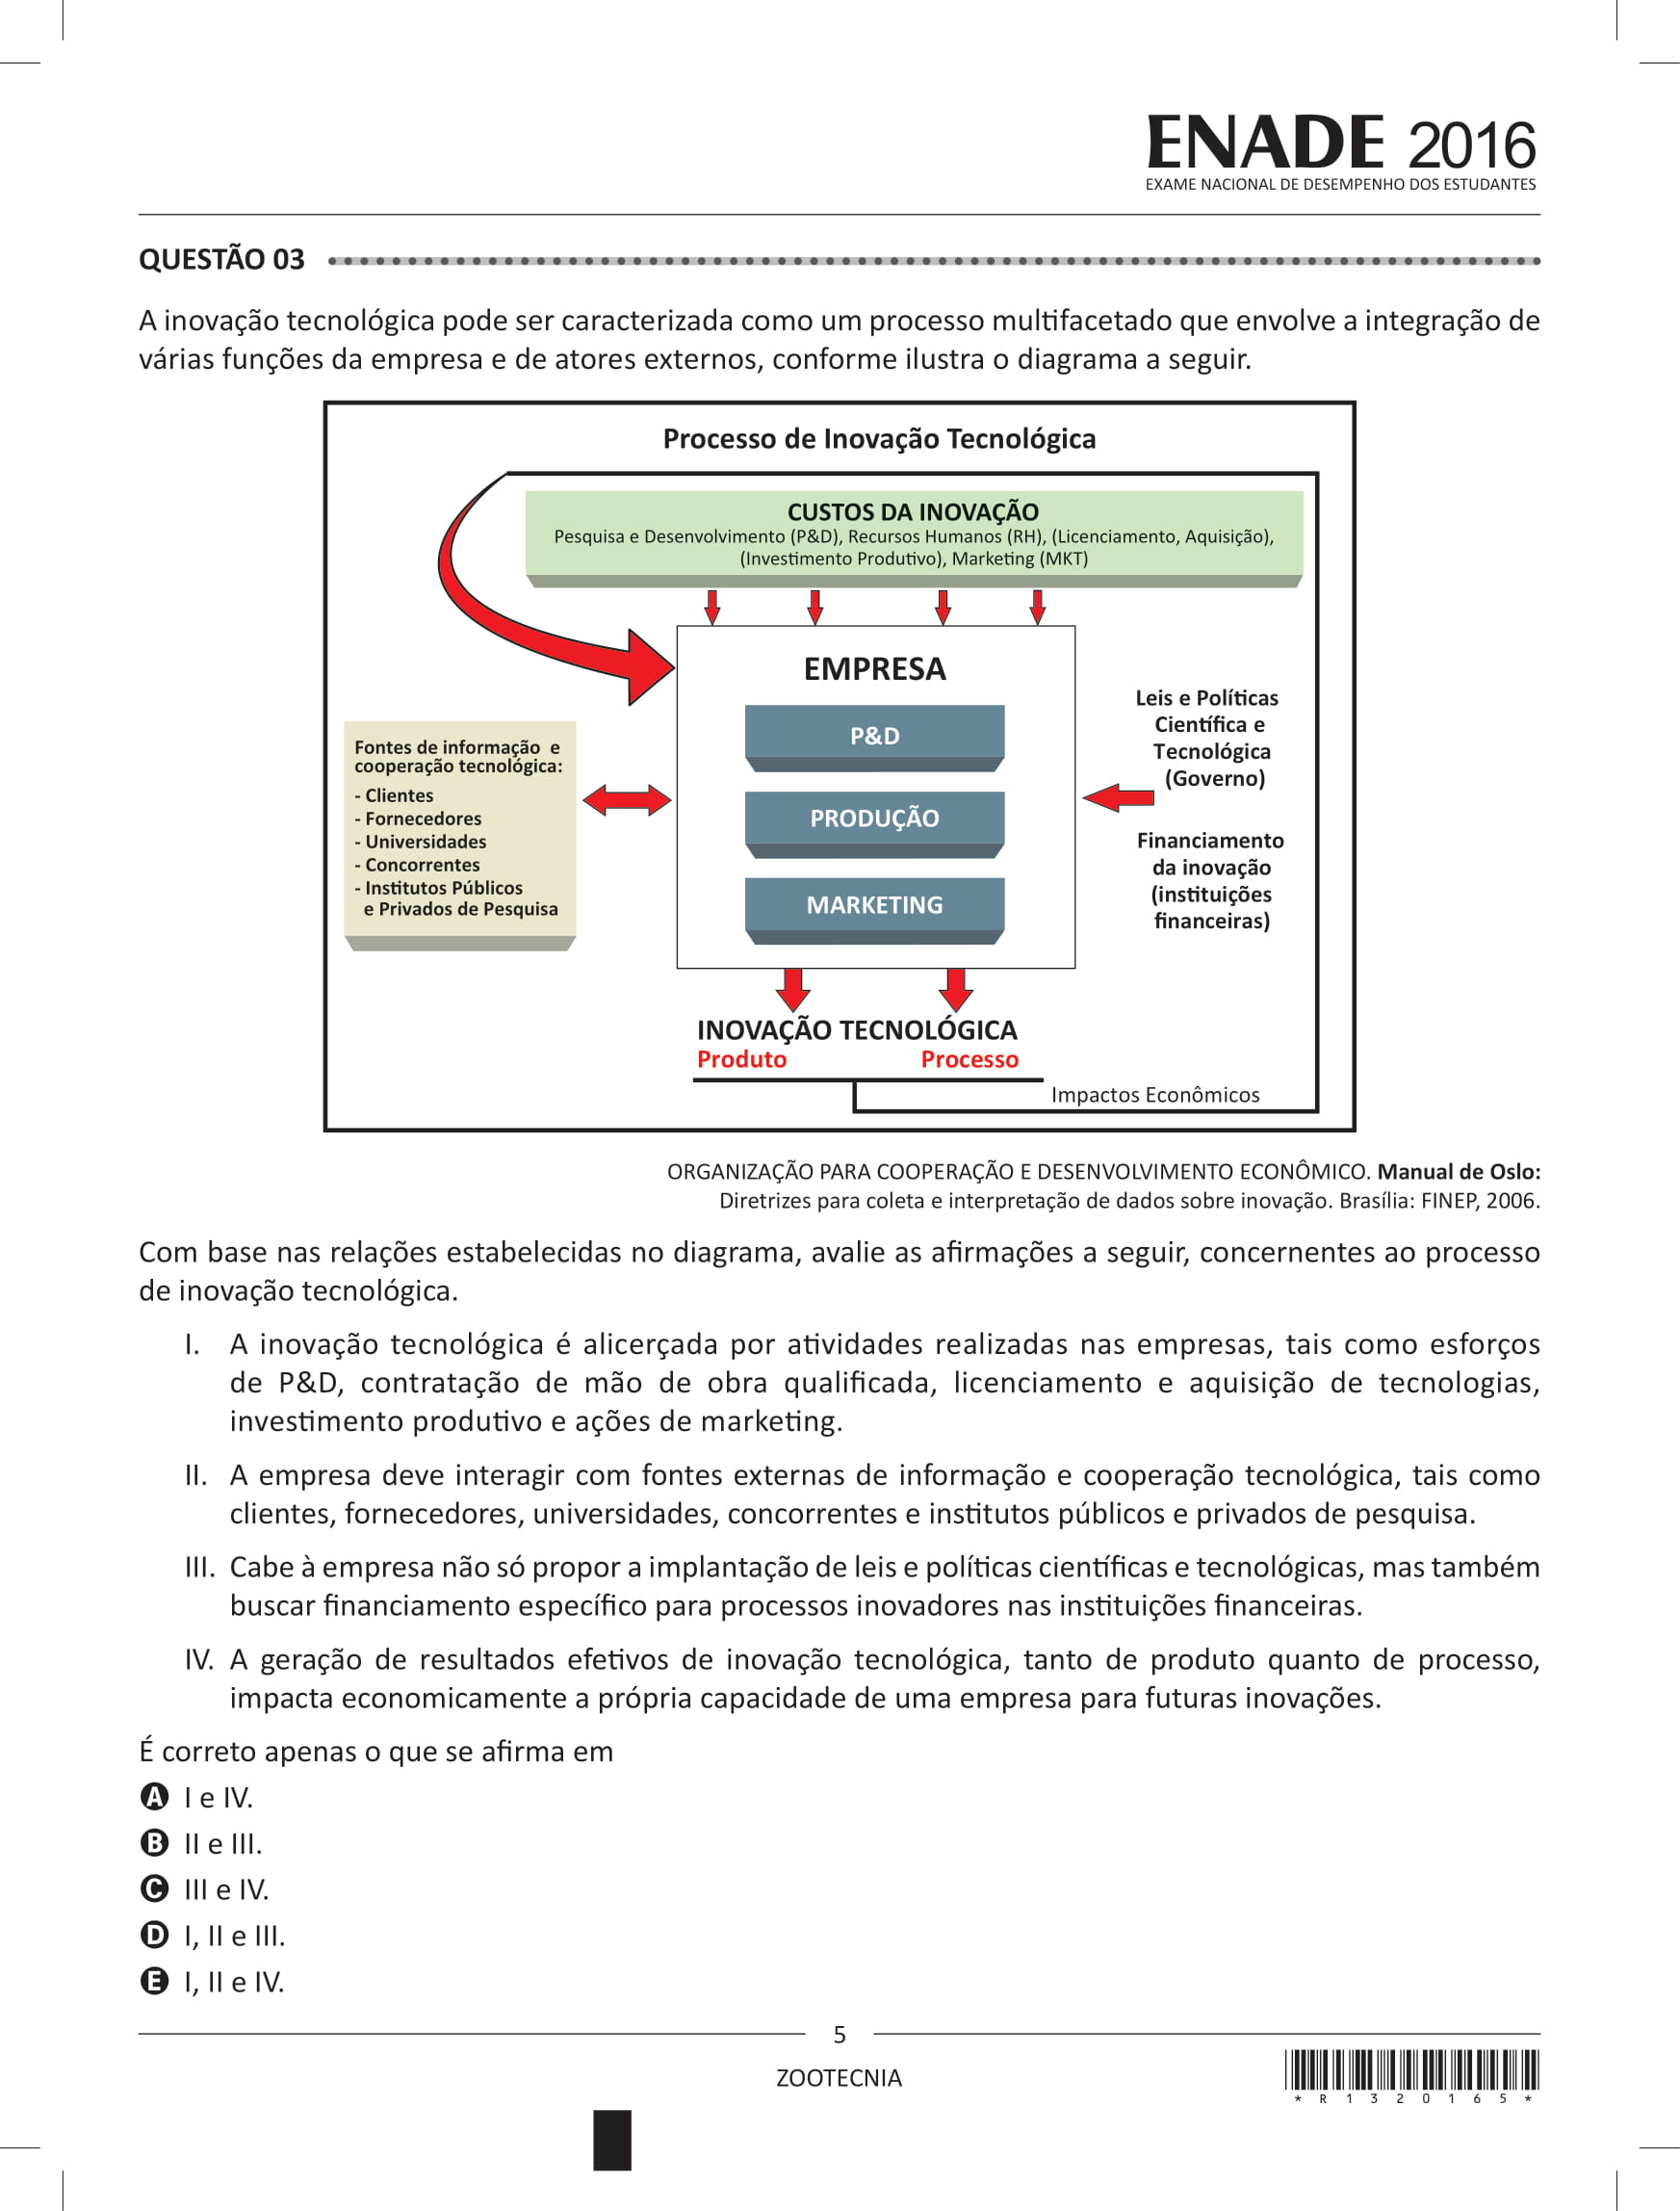 ENADE 2016
EXAME NACIONAL DE DESEMPENHO DOS ESTUDANTES
QUESTÃO 03
A inovação tecnológica pode ser caracterizada como um processo multifacetado que envolve a integração de
várias funções da empresa e de atores externos, conforme ilustra o diagrama a seguir.
Processo de Inovação Tecnológica
CUSTOS DA INOVAÇÃO
Pesquisa e Desenvolvimento (P&D), Recursos Humanos (RH), (Licenciamento, Aquisição),
(Investimento Produtivo), Marketing (MKT)
Fontes de informação e
cooperação tecnológica:
- Clientes
- Fornecedores
- Universidades
- Concorrentes
- Institutos Públicos
e Privados de Pesquisa
EMPRESA
P&D
PRODUÇÃO
MARKETING
Leis e Políticas
Científica e
Tecnológica
(Governo)
Financiamento
da inovação
(instituições
financeiras)
INOVAÇÃO TECNOLÓGICA
Produto Processo
Impactos Econômicos
ORGANIZAÇÃO PARA COOPERAÇÃO E DESENVOLVIMENTO ECONÔMICO. Manual de Oslo:
Diretrizes para coleta e interpretação de dados sobre inovação. Brasília: FINEP, 2006.
Com base nas relações estabelecidas no diagrama, avalie as afirmações a seguir, concernentes ao processo
de inovação tecnológica.
I. A inovação tecnológica é alicerçada por atividades realizadas nas empresas, tais como esforços
de P&D, contratação de mão de obra qualificada, licenciamento e aquisição de tecnologias,
investimento produtivo e ações de marketing.
II. A empresa deve interagir com fontes externas de informação e cooperação tecnológica, tais como
clientes, fornecedores, universidades, concorrentes e institutos públicos e privados de pesquisa.
III. Cabe à empresa não só propor a implantação de leis e políticas científicas e tecnológicas, mas também
buscar financiamento específico para processos inovadores nas instituições financeiras.
IV. A geração de resultados efetivos de inovação tecnológica, tanto de produto quanto de processo,
impacta economicamente a própria capacidade de uma empresa para futuras inovações.
É correto apenas o que se afirma em
A I e IV.
B II e III.
C III e IV.
D I, II e III.
E I, II e IV.
5
ZOOTECNIA
* R 1 3 2 0 1 6 5 *